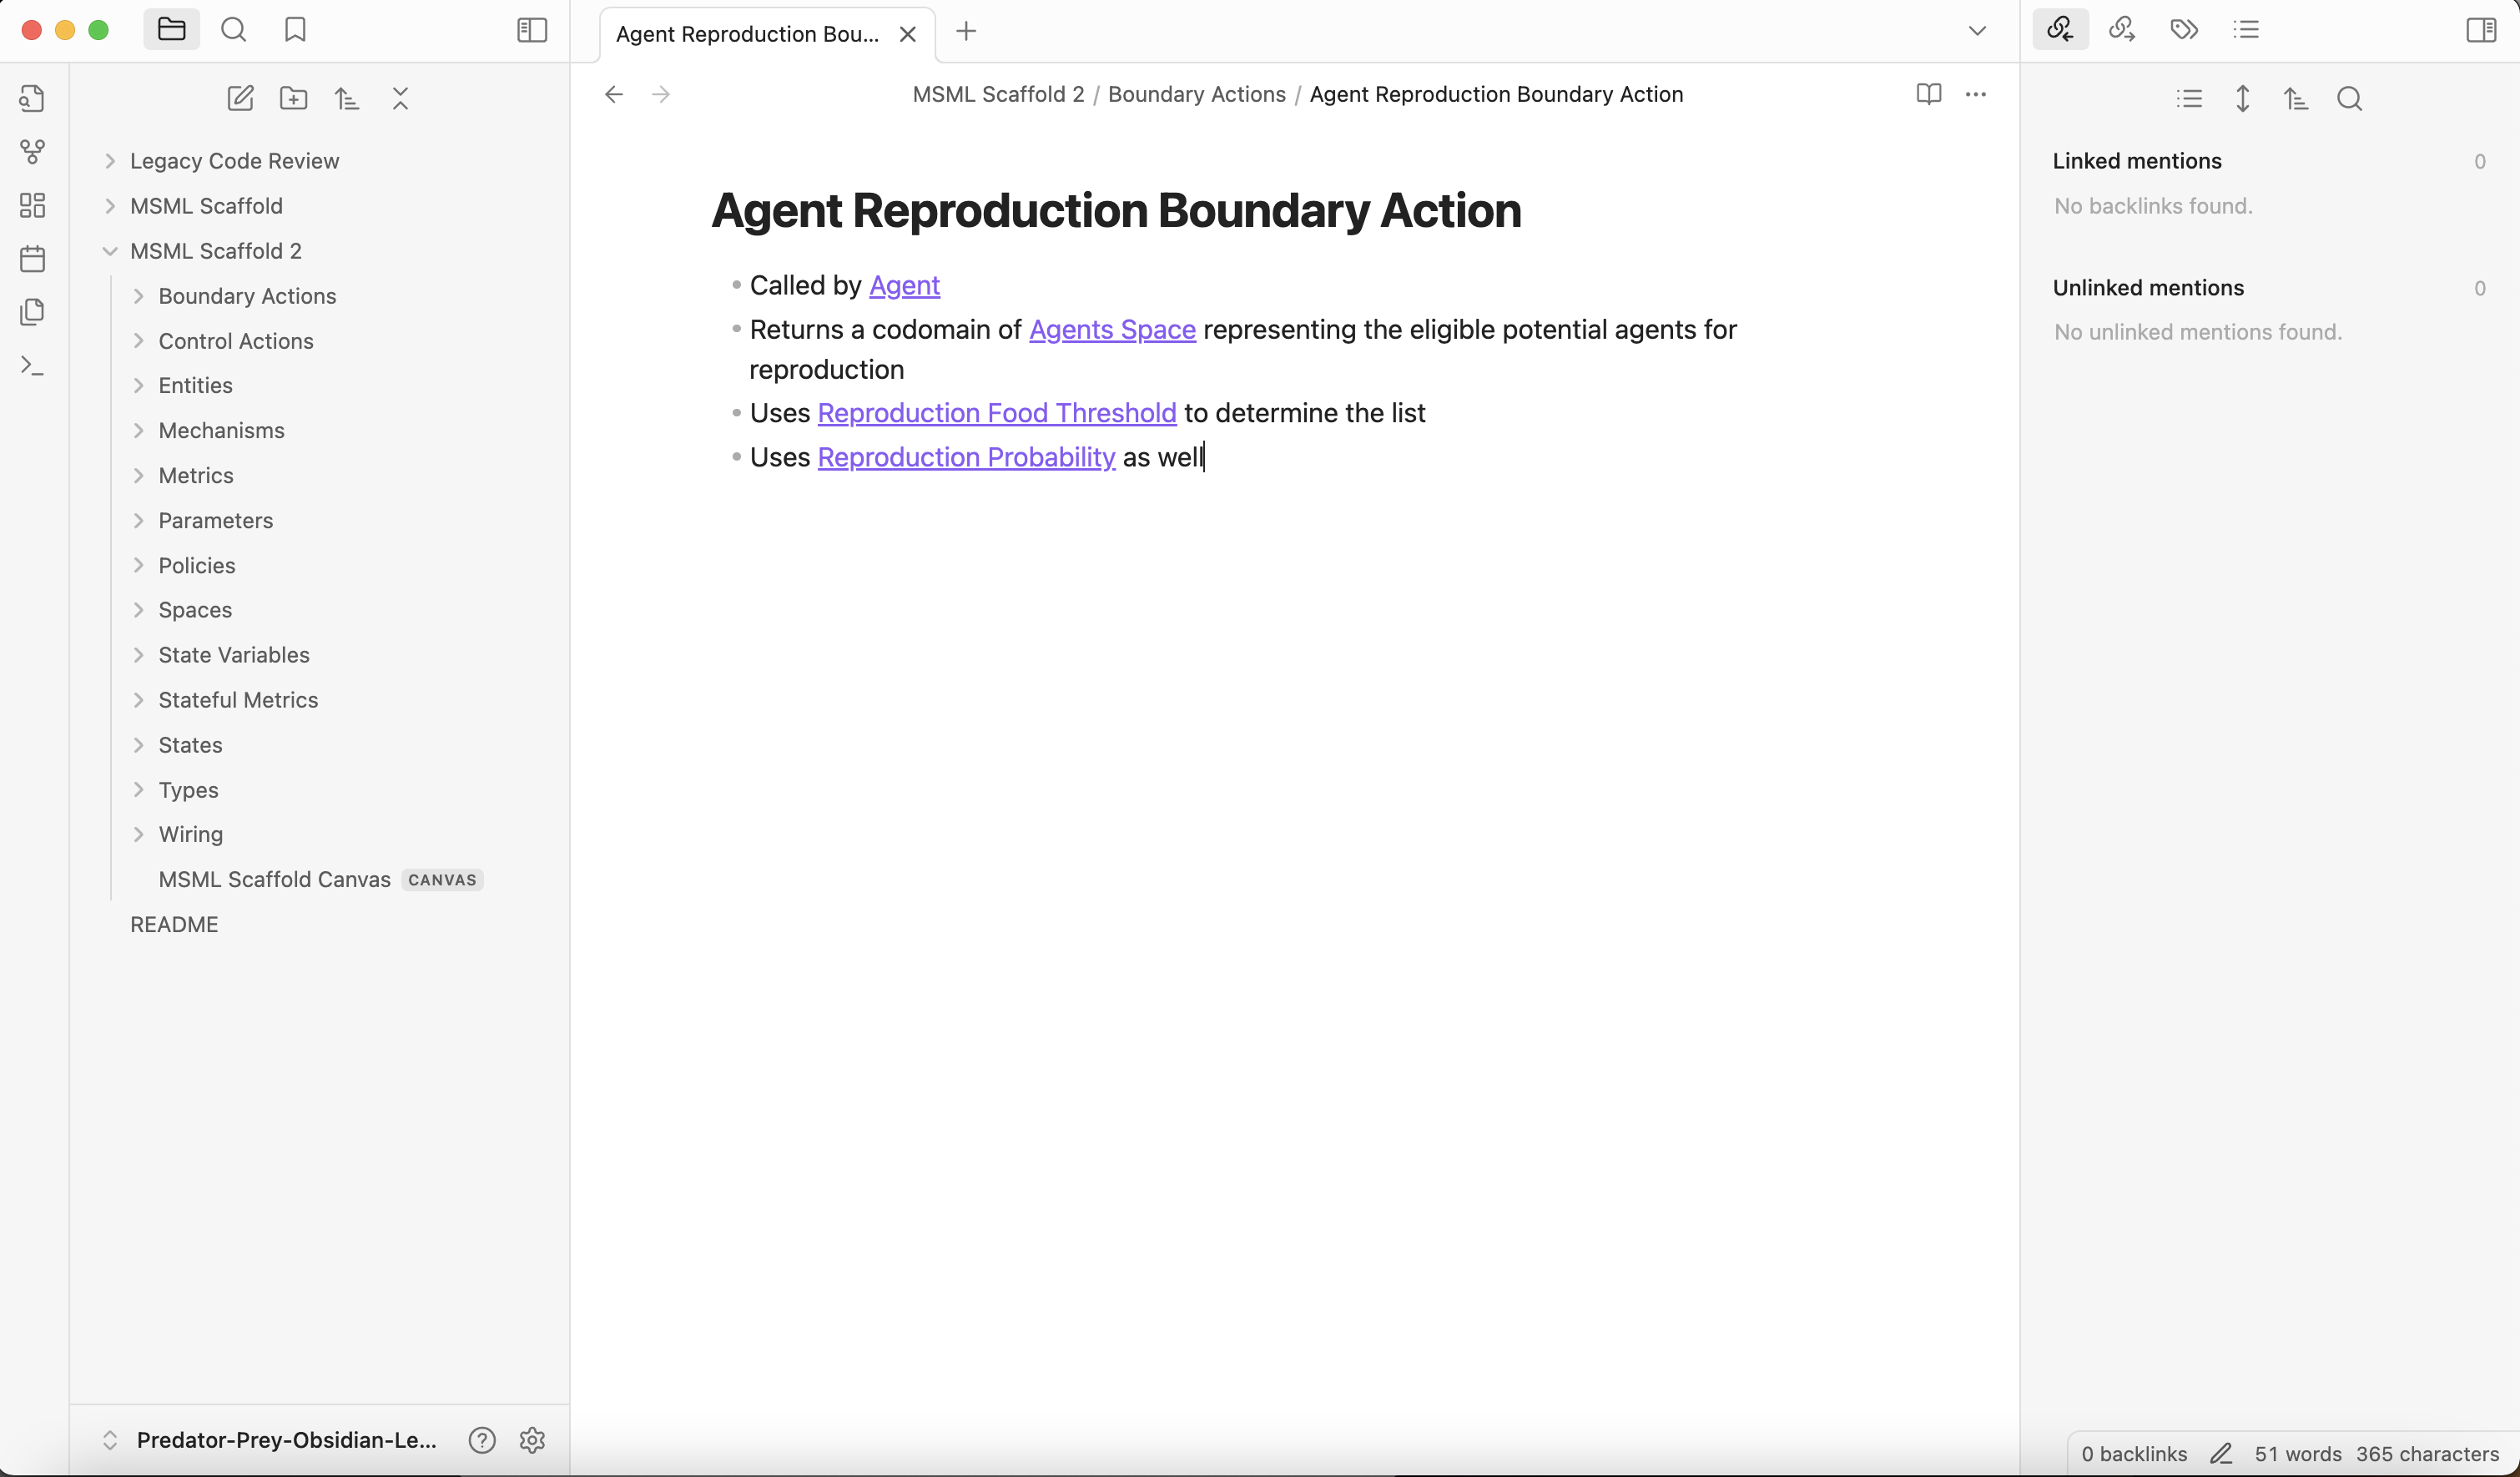 Agent Reproduction Bou...
MSML Scaffold 2 / Boundary Actions / Agent Reproduction Boundary Action
Legacy Code Review
MSML Scaffold
MSML Scaffold 2
Boundary Actions
Control Actions
Entities
Mechanisms
Metrics
Parameters
Policies
Spaces
State Variables
Stateful Metrics
States
Types
Wiring
MSML Scaffold Canvas CANVAS
README
Predator-Prey-Obsidian-Le...
Agent Reproduction Boundary Action
• Called by Agent
• Returns a codomain of Agents Space representing the eligible potential agents for
reproduction
• Uses Reproduction Food Threshold to determine the list
• Uses Reproduction Probability as well
Linked mentions 0
No backlinks found.
Unlinked mentions 0
No unlinked mentions found.
0 backlinks 51 words 365 characters